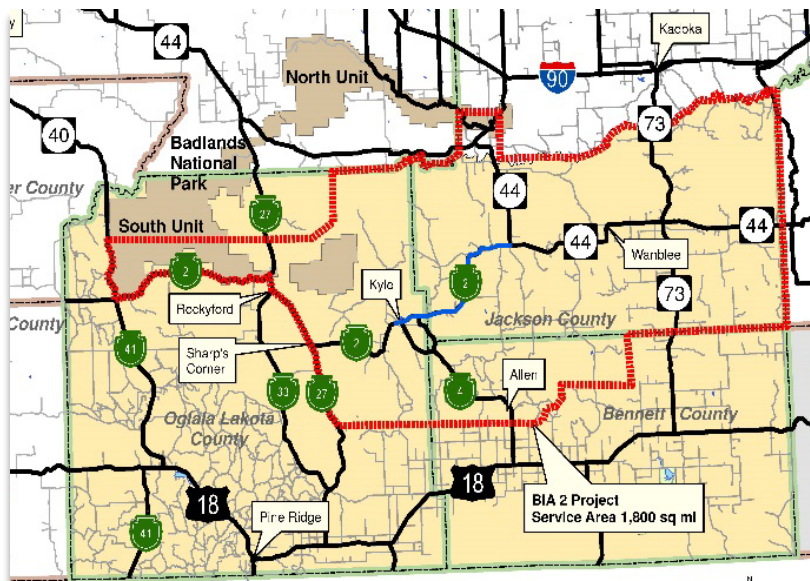 44
Kadoka
North Unit
90
40
73
Badlands
National
Park
er County
44
27
South Unit
44
44
2
Wanblee
Kyle
2
Rockyford
73
County
Jackson County
Sharp's
Corner
2
41
Allen
4
33
27
Oglala Lakota
County
Bennett County
18
18
BIA 2 Project
Service Area 1,800 sq mi
Pine Ridge
41
N